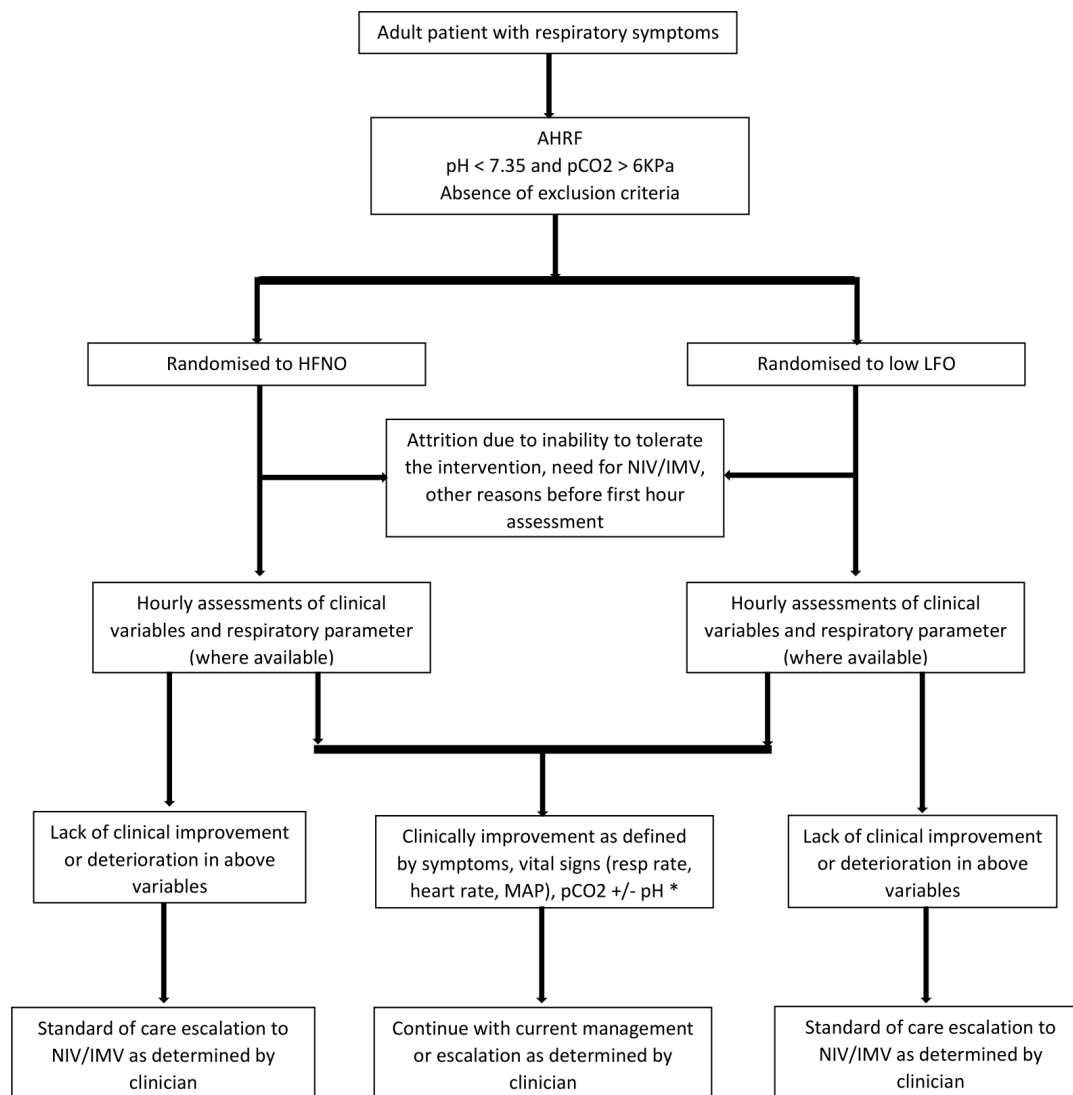 Adult patient with respiratory symptoms
AHRF
pH < 7.35 and pCO2 > 6KPa
Absence of exclusion criteria
Randomised to HFNO
Randomised to low LFO
Attrition due to inability to tolerate
the intervention, need for NIV/IMV,
other reasons before first hour
assessment
Hourly assessments of clinical
variables and respiratory parameter
(where available)
Hourly assessments of clinical
variables and respiratory parameter
(where available)
Lack of clinical improvement
or deterioration in above
variables
Clinically improvement as defined
by symptoms, vital signs (resp rate,
heart rate, MAP), pCO2 +/- pH *
Lack of clinical improvement
or deterioration in above
variables
Standard of care escalation to
NIV/IMV as determined by
clinician
Continue with current management
or escalation as determined by
clinician
Standard of care escalation to
NIV/IMV as determined by
clinician